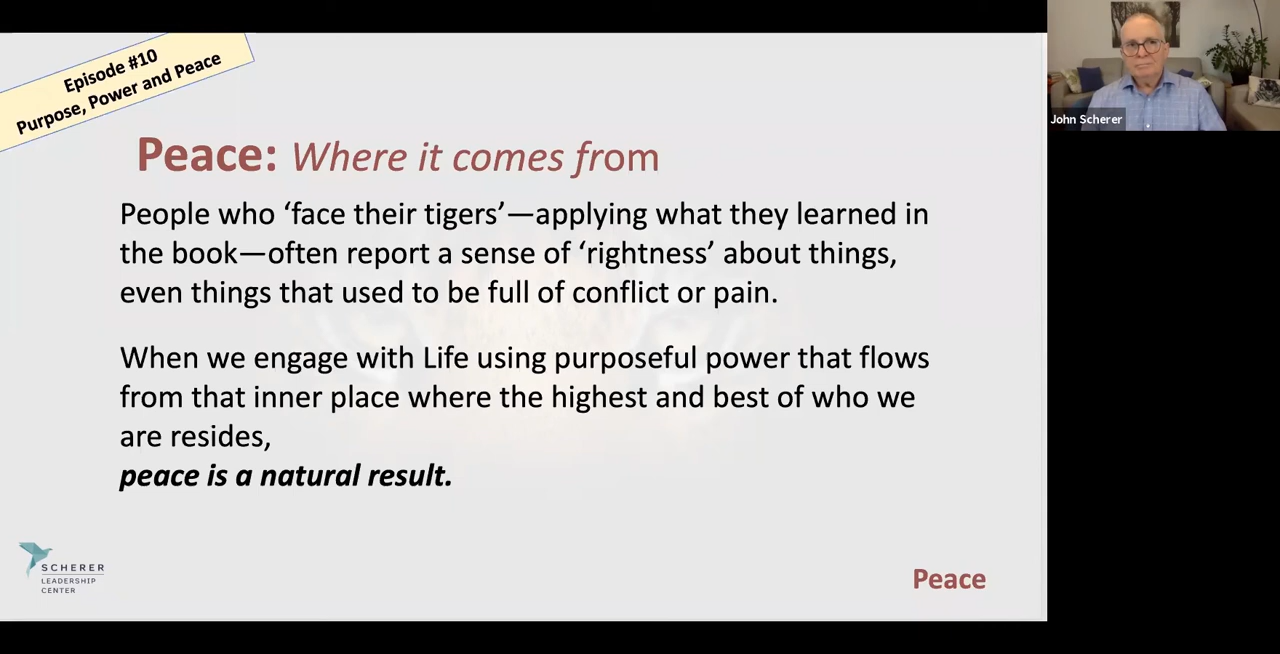 Episode #10
Purpose, Power and Peace
John Scherer
Peace: Where it comes from
People who ‘face their tigers’—applying what they learned in
the book—often report a sense of ‘rightness’ about things,
even things that used to be full of conflict or pain.
When we engage with Life using purposeful power that flows
from that inner place where the highest and best of who we
are resides,
peace is a natural result.
SCHERER
LEADERSHIP
CENTER
Peace